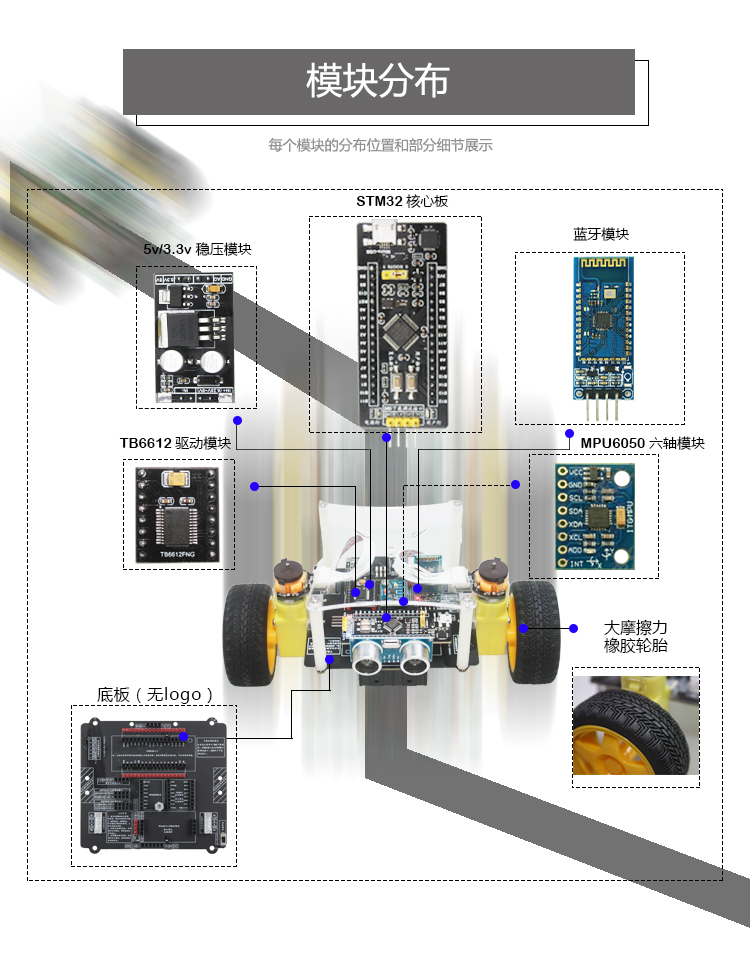 模块分布
每个模块的分布位置和部分细节展示
STM32 核心板
5v/3.3v 稳压模块
蓝牙模块
TB6612 驱动模块
MPU6050 六轴模块
TB6612FNG
VCC
GND
SCL
SDA
XDA
XCL
ADO
INT
ITG/MPU
大摩擦力
橡胶轮胎
底板（无logo）